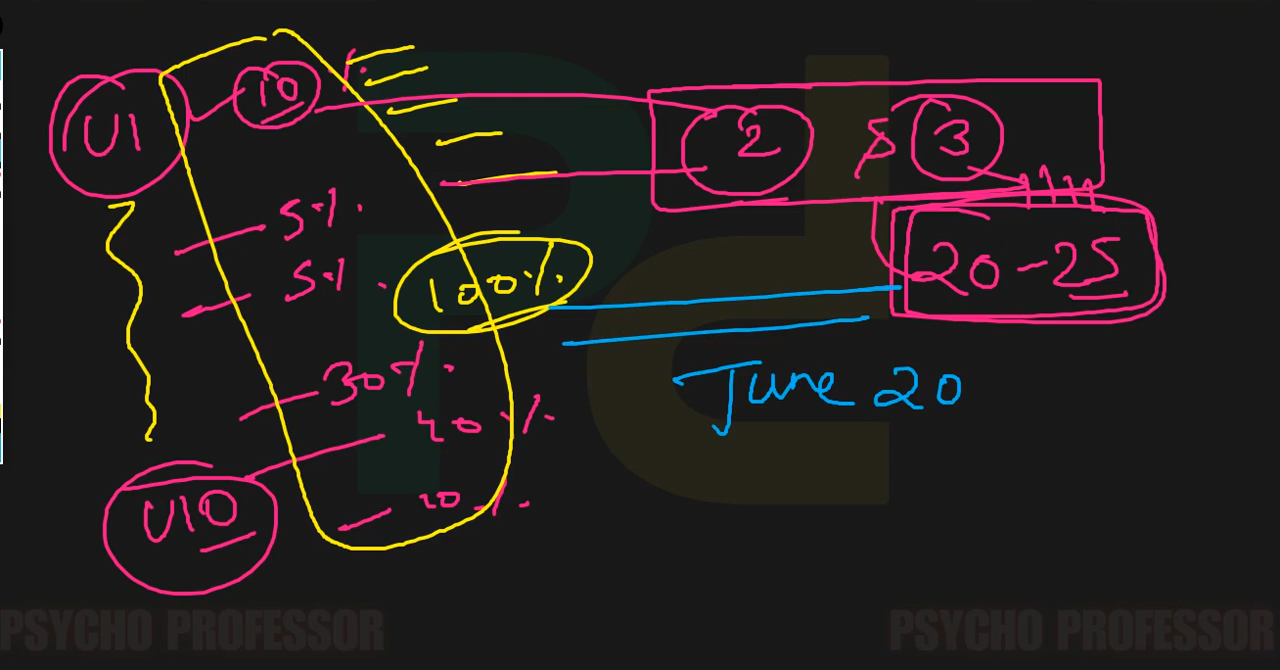 U1 10 %. 2 & 3
5%.
5%. 100%. 20-25
30%.
June 20
40%.
U10 20%.
PSYCHO PROFESSOR PSYCHO PROFESSOR